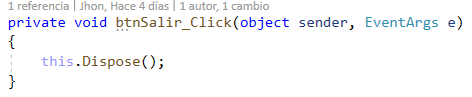 1 referencia | Jhon, Hace 4 días | 1 autor, 1 cambio
private void btnSalir_Click(object sender, EventArgs e)
{
    this.Dispose();
}